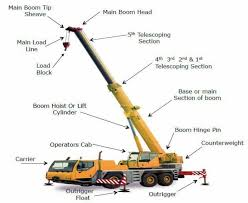 Main Boom Tip
Sheave
Main Boom Head
Main Load
Line
5th Telescoping
Section
Load
Block
4th 3rd 2nd & 1st
Telescoping Section
Base or main
Section of boom
Boom Hoist Or Lift
Cylinder
Boom Hinge Pin
Operators Cab
Counterweight
Carrier
Outrigger
Float
Outrigger